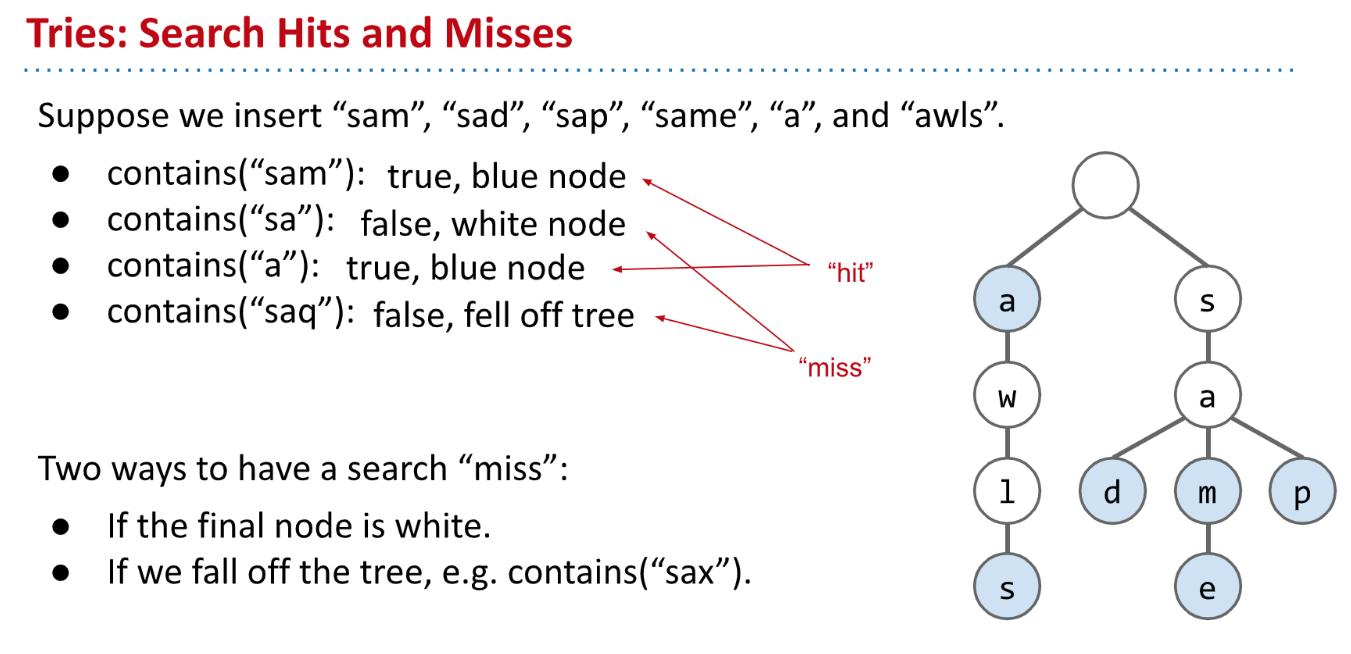 Tries: Search Hits and Misses
Suppose we insert “sam”, “sad”, “sap”, “same”, “a”, and “awls”.
● contains(“sam”): true, blue node
● contains(“sa”): false, white node
● contains(“a”): true, blue node
● contains(“saq”): false, fell off tree
“hit”
“miss”
Two ways to have a search “miss”:
● If the final node is white.
● If we fall off the tree, e.g. contains(“sax”).
a s
w a
l d m p
s e